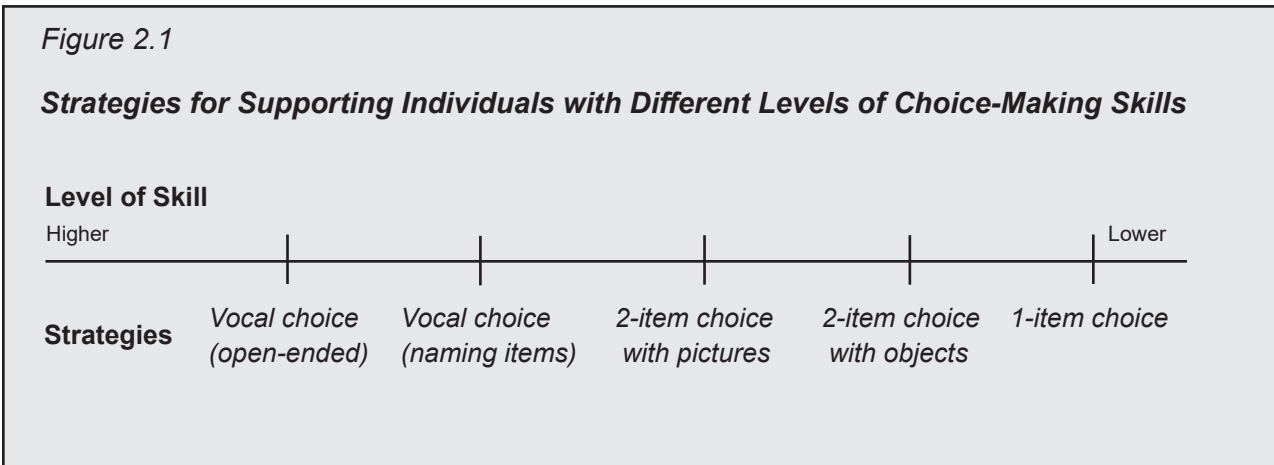 Figure 2.1
Strategies for Supporting Individuals with Different Levels of Choice-Making Skills
Level of Skill
Higher Lower
Strategies
Vocal choice
(open-ended)
Vocal choice
(naming items)
2-item choice
with pictures
2-item choice
with objects
1-item choice